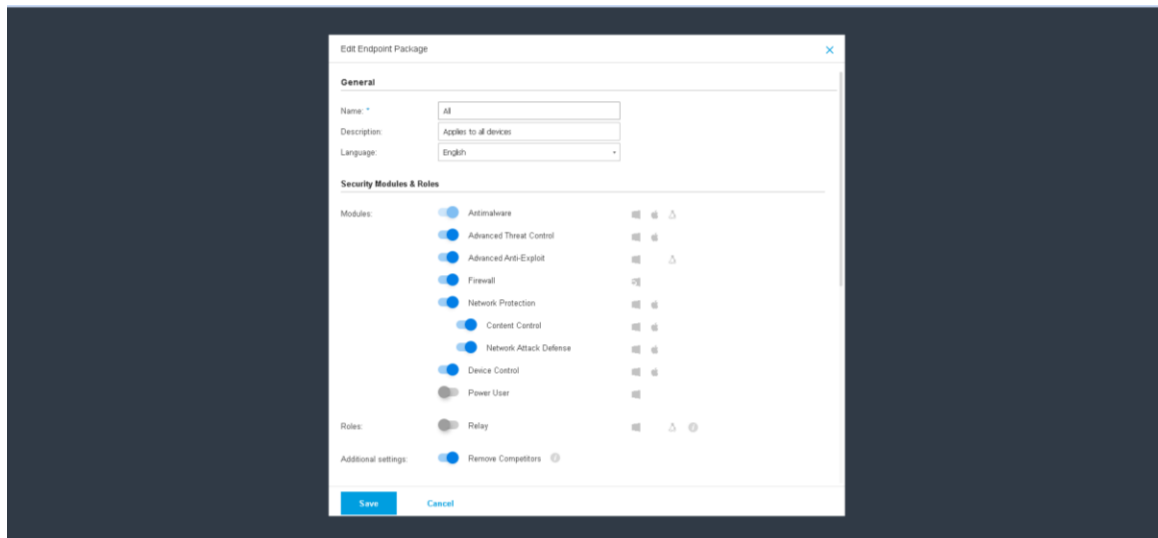 Edit Endpoint Package
General
Name: * All
Description: Applies to all devices
Language: English
Security Modules & Roles
Modules: Antimalware
Advanced Threat Control
Advanced Anti-Exploit
Firewall
Network Protection
Content Control
Network Attack Defense
Device Control
Power User
Roles: Relay
Additional settings: Remove Competitors
Save Cancel